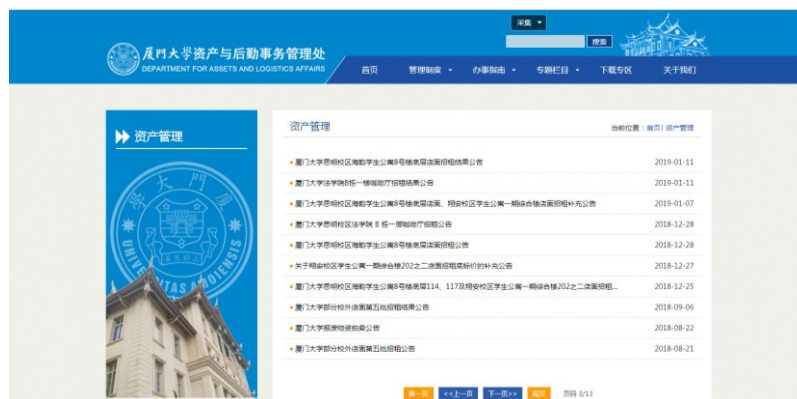 采集
搜索
厦门大学资产与后勤事务管理处
DEPARTMENT FOR ASSETS AND LOGISTICS AFFAIRS
首页 管理制度 办事指南 专题栏目 下载专区 关于我们
资产管理
资产管理
当前位置：首页| 资产管理
厦门大学思明校区海韵学生公寓8号楼底层店面招租结果公告 2019-01-11
厦门大学法学院B栋一楼咖啡厅招租结果公告 2019-01-11
厦门大学思明校区海韵学生公寓8号楼底层店面、翔安校区学生公寓一期综合楼店面招租补充公告 2019-01-07
厦门大学思明校区法学院 B 栋一层咖啡厅招租公告 2018-12-28
厦门大学思明校区海韵学生公寓8号楼底层店面招租公告 2018-12-28
关于翔安校区学生公寓一期综合楼202之二店面招租底标价的补充公告 2018-12-27
厦门大学思明校区海韵学生公寓8号楼底层114、117及翔安校区学生公寓一期综合楼202之二店面招租... 2018-12-25
厦门大学部分校外店面第五批招租结果公告 2018-09-06
厦门大学报废物资拍卖公告 2018-08-22
厦门大学部分校外店面第五批招租公告 2018-08-21
第一页 <<上一页 下一页>> 尾页 页码 3/13